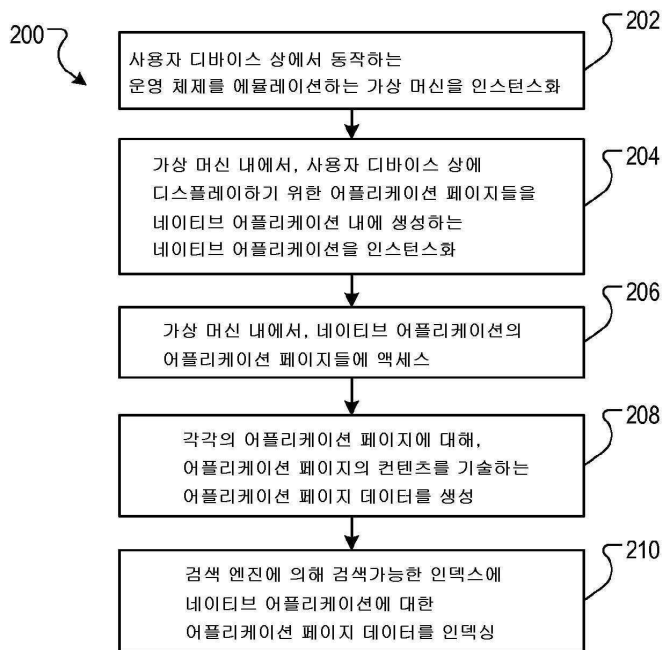 200
202
사용자 디바이스 상에서 동작하는
운영 체제를 에뮬레이션하는 가상 머신을 인스턴스화
204
가상 머신 내에서, 사용자 디바이스 상에
디스플레이하기 위한 어플리케이션 페이지들을
네이티브 어플리케이션 내에 생성하는
네이티브 어플리케이션을 인스턴스화
206
가상 머신 내에서, 네이티브 어플리케이션의
어플리케이션 페이지들에 액세스
208
각각의 어플리케이션 페이지에 대해,
어플리케이션 페이지의 컨텐츠를 기술하는
어플리케이션 페이지 데이터를 생성
210
검색 엔진에 의해 검색가능한 인덱스에
네이티브 어플리케이션에 대한
어플리케이션 페이지 데이터를 인덱싱